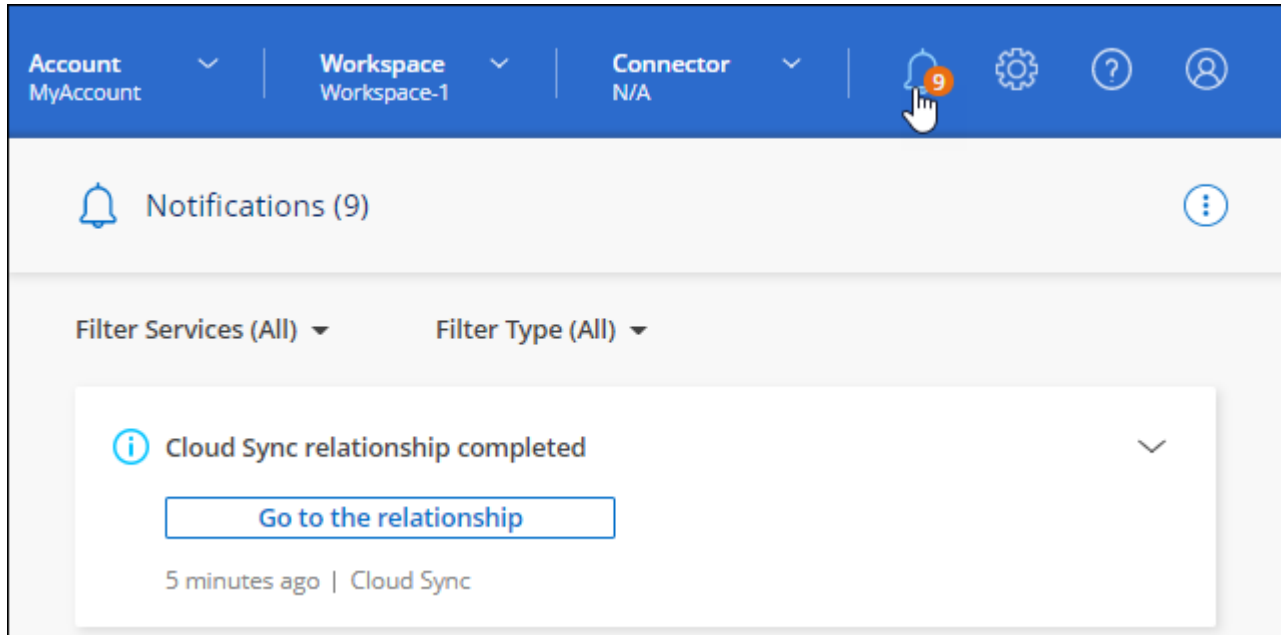 Account
MyAccount
Workspace
Workspace-1
Connector
N/A
9
?
Notifications (9)
Filter Services (All)
Filter Type (All)
i
Cloud Sync relationship completed
Go to the relationship
5 minutes ago | Cloud Sync